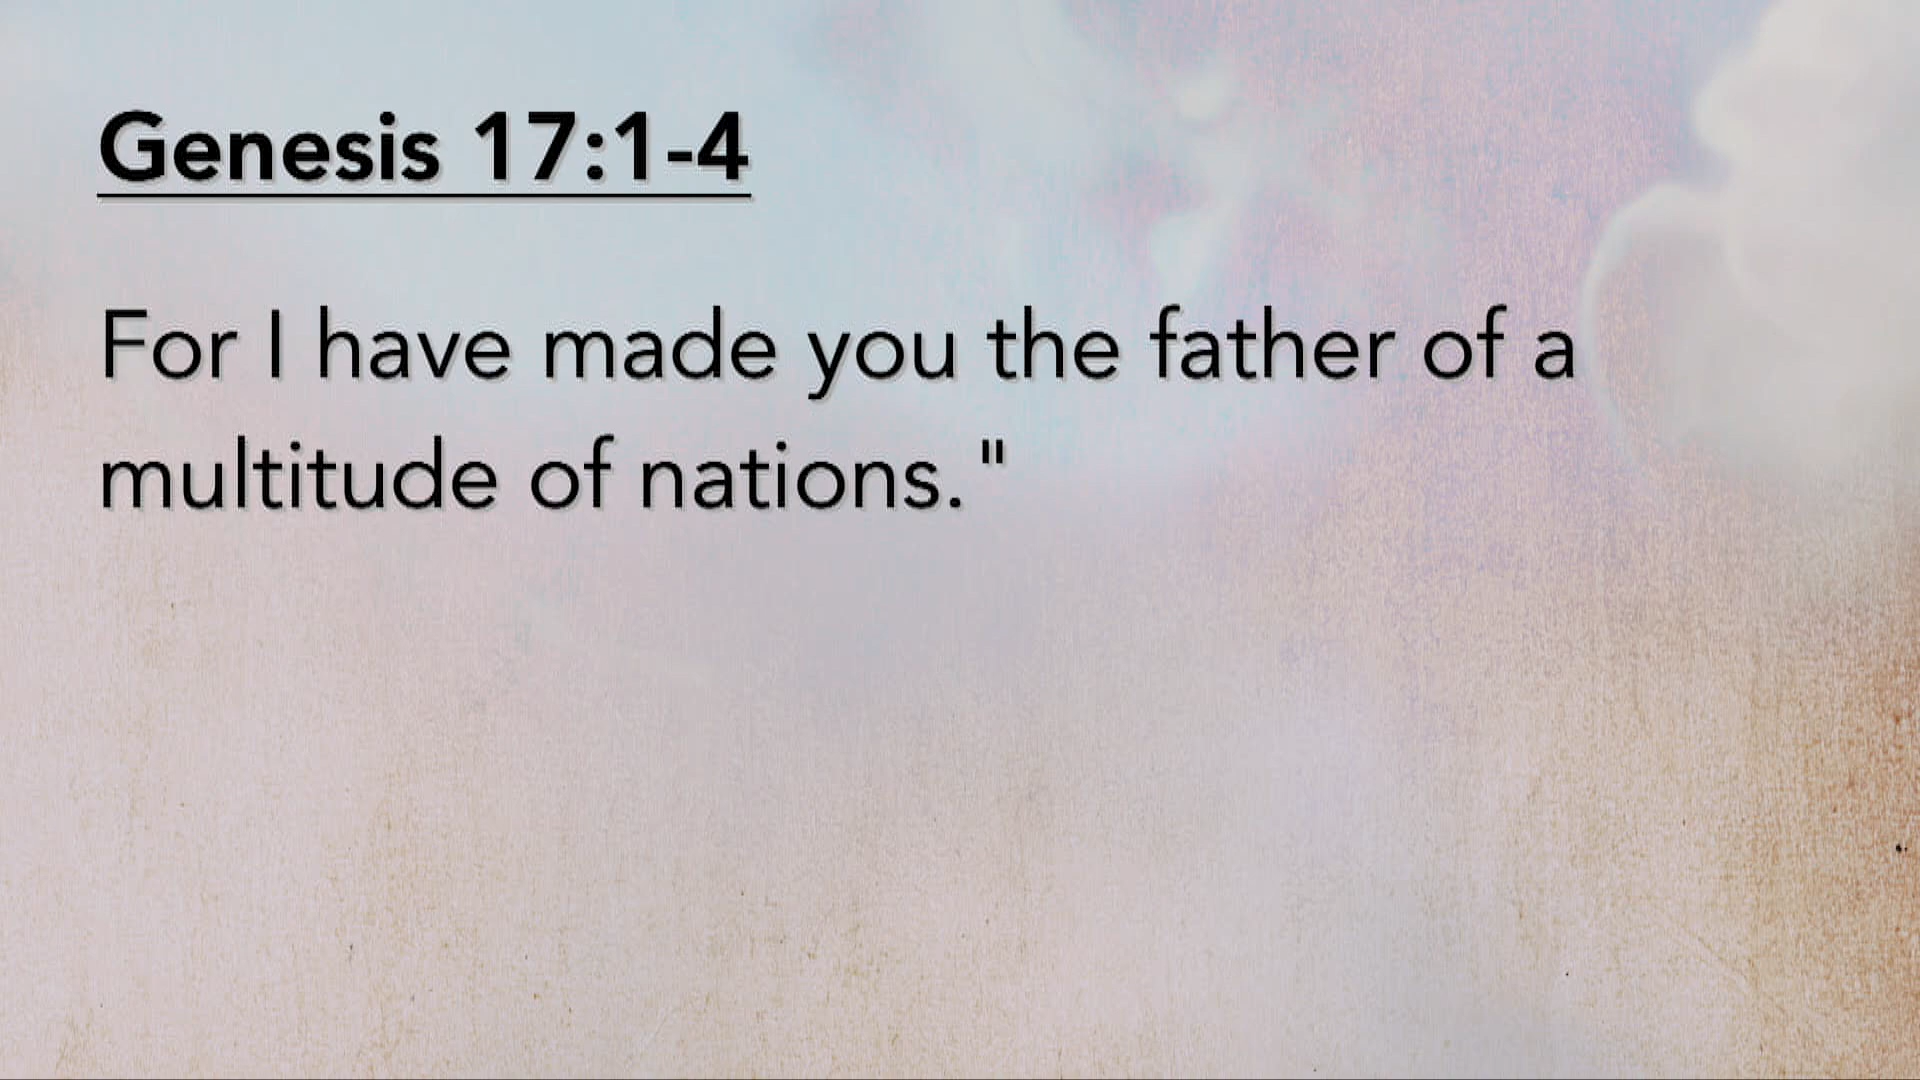 Genesis 17:1-4
For I have made you the father of a
multitude of nations."